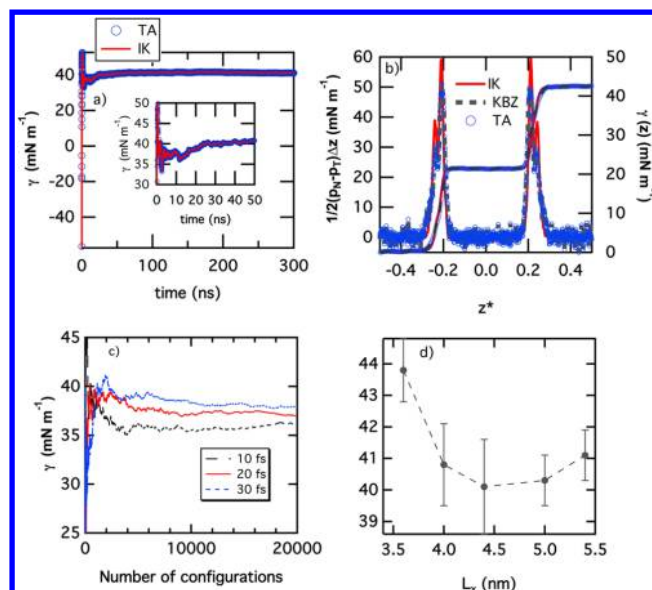 TA
IK
60
40
20
0
-20
-40
γ (mN m⁻¹)
a)
50
45
40
35
30
γ (mN m⁻¹)
0 10 20 30 40 50
time (ns)
0 100 200 300
time (ns)
b)
IK
KBZ
TA
60
50
40
30
20
10
0
1/2(pN-pT)Δz (mN m⁻¹)
50
40
30
20
10
0
γ (z) (mN m⁻¹)
-0.4 -0.2 0.0 0.2 0.4
z*
c)
45
40
35
30
25
γ (mN m⁻¹)
10 fs
20 fs
30 fs
0 10000 20000
Number of configurations
d)
44
43
42
41
40
39
3.5 4.0 4.5 5.0 5.5
Lx (nm)